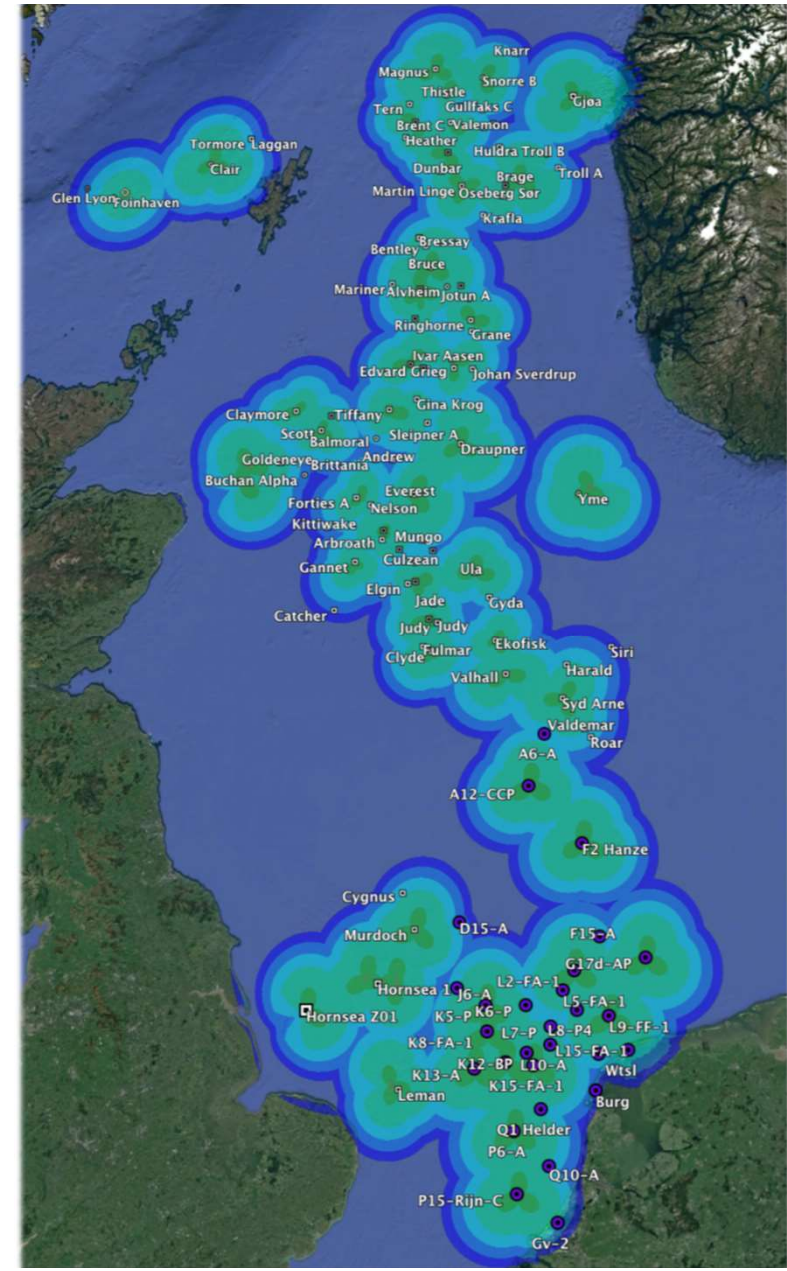 Knarr
Magnus
Snorre B
Thistle
Gjøa
Tern
Gullfaks C
Brent C
Valemon
Heather
Huldra
Troll B
Tormore
Laggan
Clair
Dunbar
Brage
Troll A
Martin Linge
Oseberg Sør
Glen Lyon
Foinhaven
Krafla
Bentley
Bressay
Bruce
Mariner
Alvheim
Jotun A
Ringhorne
Grane
Ivar Aasen
Edvard Grieg
Johan Sverdrup
Gina Krog
Claymore
Tiffany
Scott
Balmoral
Sleipner A
Draupner
Goldeneye
Brittania
Andrew
Buchan Alpha
Everest
Forties A
Nelson
Yme
Kittiwake
Arbroath
Mungo
Culzean
Gannet
Ula
Elgin
Jade
Gyda
Catcher
Judy
Judy
Ekofisk
Clyde
Fulmar
Siri
Harald
Valhall
Syd Arne
Valdemar
Roar
A6-A
A12-CCP
F2 Hanze
Cygnus
D15-A
Murdoch
F15-A
G17d-AP
Hornsea 1
J6-A
L2-FA-1
Hornsea Z01
K5-P
K6-P
L5-FA-1
L9-FF-1
K8-FA-1
L7-P
L8-P4
L15-FA-1
K12-BP
L10-A
Wtsl
K13-A
K15-FA-1
Leman
Burg
Q1 Helder
P6-A
Q10-A
P15-Rijn-C
Gv-2